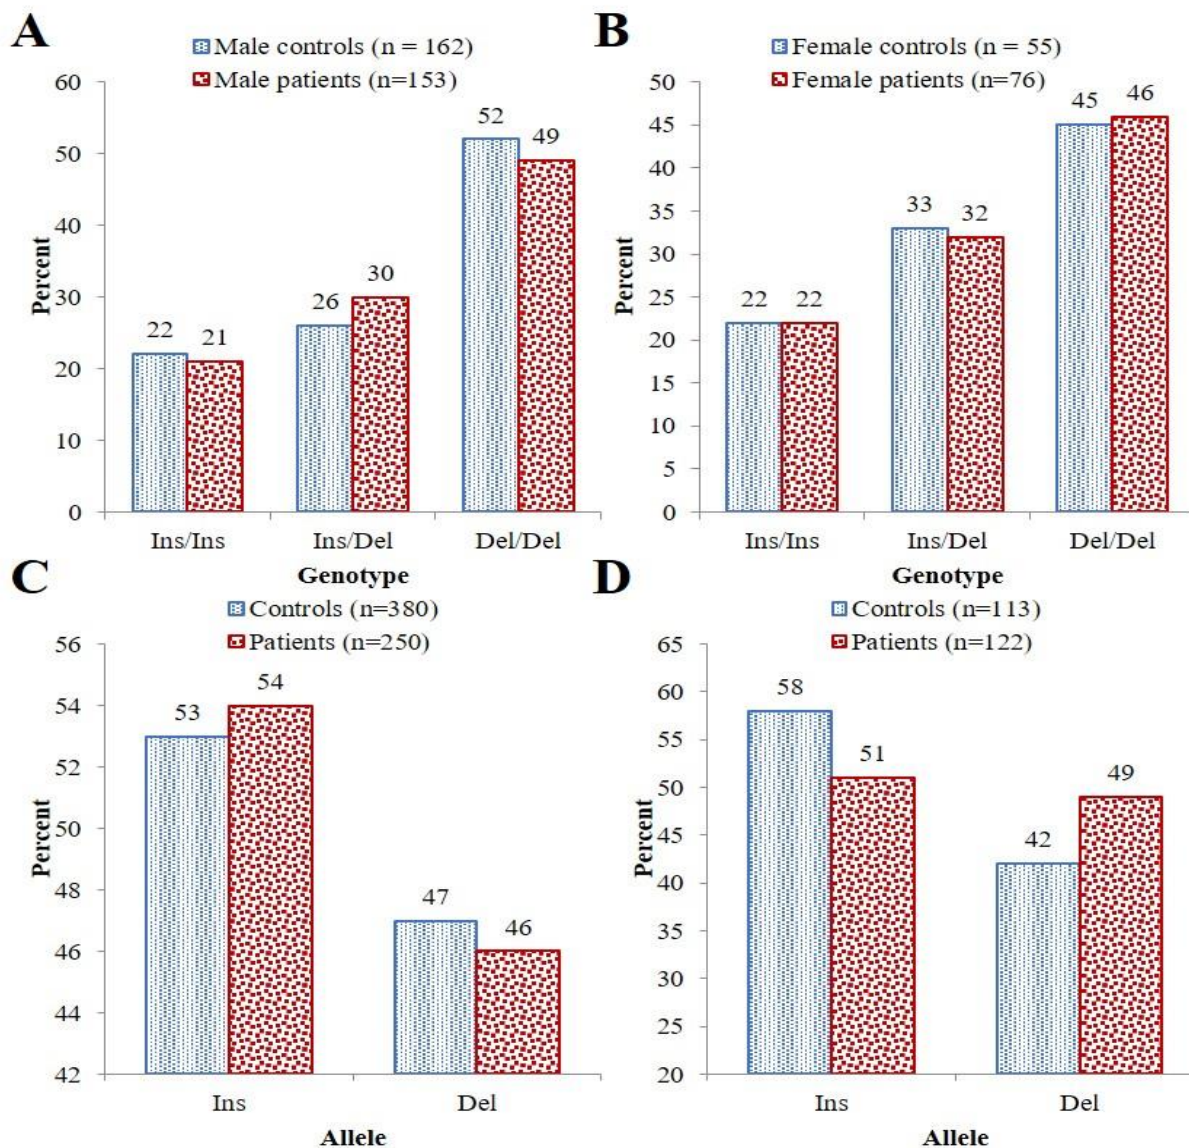 A
Male controls (n = 162)
Male patients (n=153)
60
50
40
30
20
10
0
Percent
22
21
26
30
52
49
Ins/Ins
Ins/Del
Del/Del
Genotype
B
Female controls (n = 55)
Female patients (n=76)
50
45
40
35
30
25
20
15
10
5
0
Percent
22
22
33
32
45
46
Ins/Ins
Ins/Del
Del/Del
Genotype
C
Controls (n=380)
Patients (n=250)
56
54
52
50
48
46
44
42
Percent
53
54
47
46
Ins
Del
Allele
D
Controls (n=113)
Patients (n=122)
65
60
55
50
45
40
35
30
25
20
Percent
58
51
42
49
Ins
Del
Allele